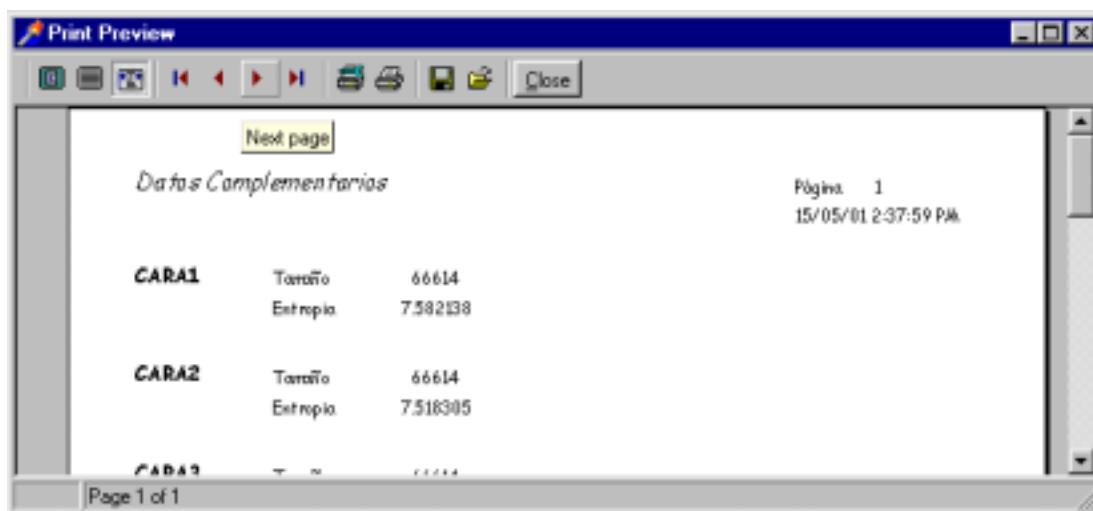 Print Preview
Close
Next page
Datos Complementarios
Página 1
15/05/01 2:37:59 P.M.
CARA1 Tamaño 66614
Entropia 7.582138
CARA2 Tamaño 66614
Entropia 7.518305
CARA3
Page 1 of 1